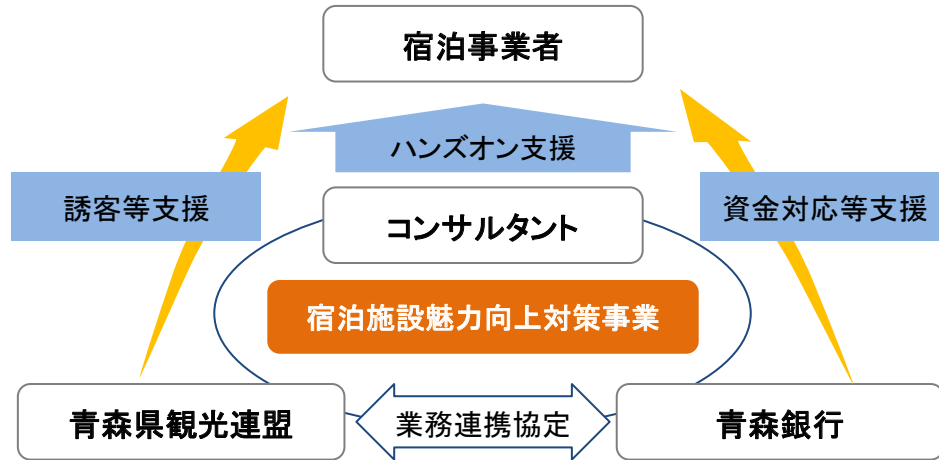 宿泊事業者
ハンズオン支援
誘客等支援
資金対応等支援
コンサルタント
宿泊施設魅力向上対策事業
青森県観光連盟
業務連携協定
青森銀行